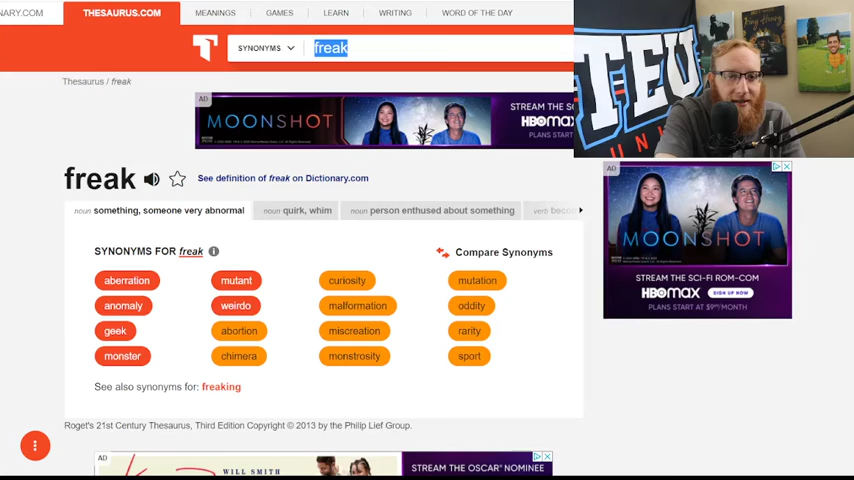 NARY.COM THESAURUS.COM MEANINGS GAMES LEARN WRITING WORD OF THE DAY
SYNONYMS freak
Thesaurus / freak
AD
MOONSHOT
STREAM THE SC
HBOMAX
PLANS START
TEU
UNI
freak See definition of freak on Dictionary.com
noun something, someone very abnormal noun quirk, whim noun person enthused about something verb beco
SYNONYMS FOR freak Compare Synonyms
aberration mutant curiosity mutation
anomaly weirdo malformation oddity
geek abortion miscreation rarity
monster chimera monstrosity sport
See also synonyms for: freaking
Roget's 21st Century Thesaurus, Third Edition Copyright © 2013 by the Philip Lief Group.
AD
MOONSHOT
STREAM THE SCI-FI ROM-COM
HBOMAX SIGN UP NOW
PLANS START AT $9.99/MONTH
AD
WILL SMITH
STREAM THE OSCAR® NOMINEE